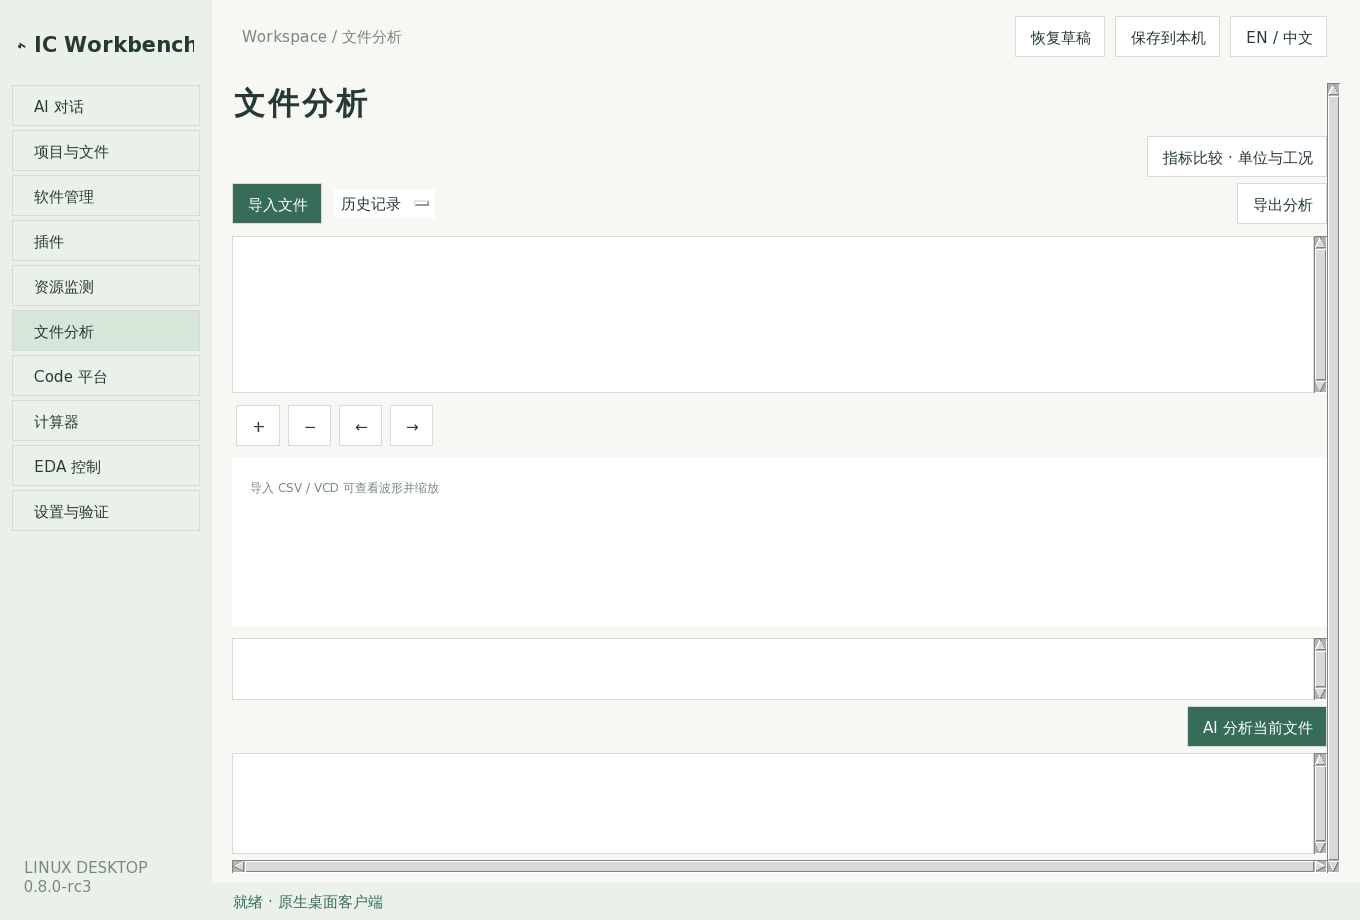 IC Workbench
AI 对话
项目与文件
软件管理
插件
资源监测
文件分析
Code 平台
计算器
EDA 控制
设置与验证
LINUX DESKTOP
0.8.0-rc3
Workspace / 文件分析
恢复草稿
保存到本机
EN / 中文
文件分析
指标比较 · 单位与工况
导入文件
历史记录
导出分析
+
−
←
→
导入 CSV / VCD 可查看波形并缩放
AI 分析当前文件
就绪 · 原生桌面客户端